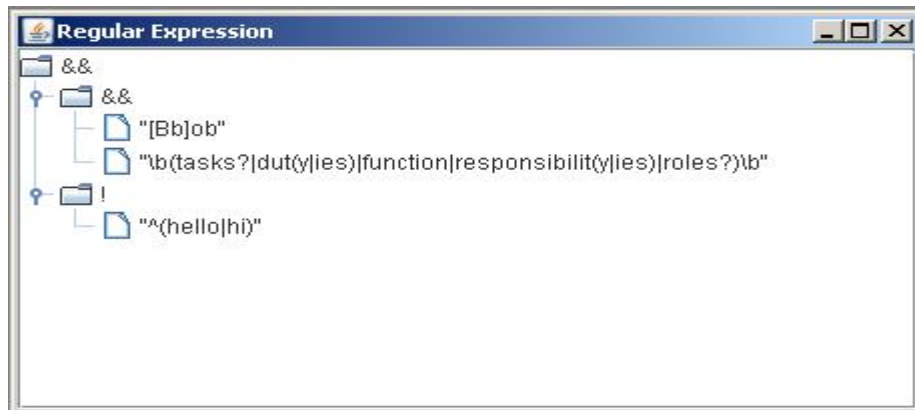 Regular Expression
&&
&&
"[Bb]ob"
"\b(tasks?|dut(y|ies)|function|responsibilit(y|ies)|roles?)\b"
!
"^(hello|hi)"